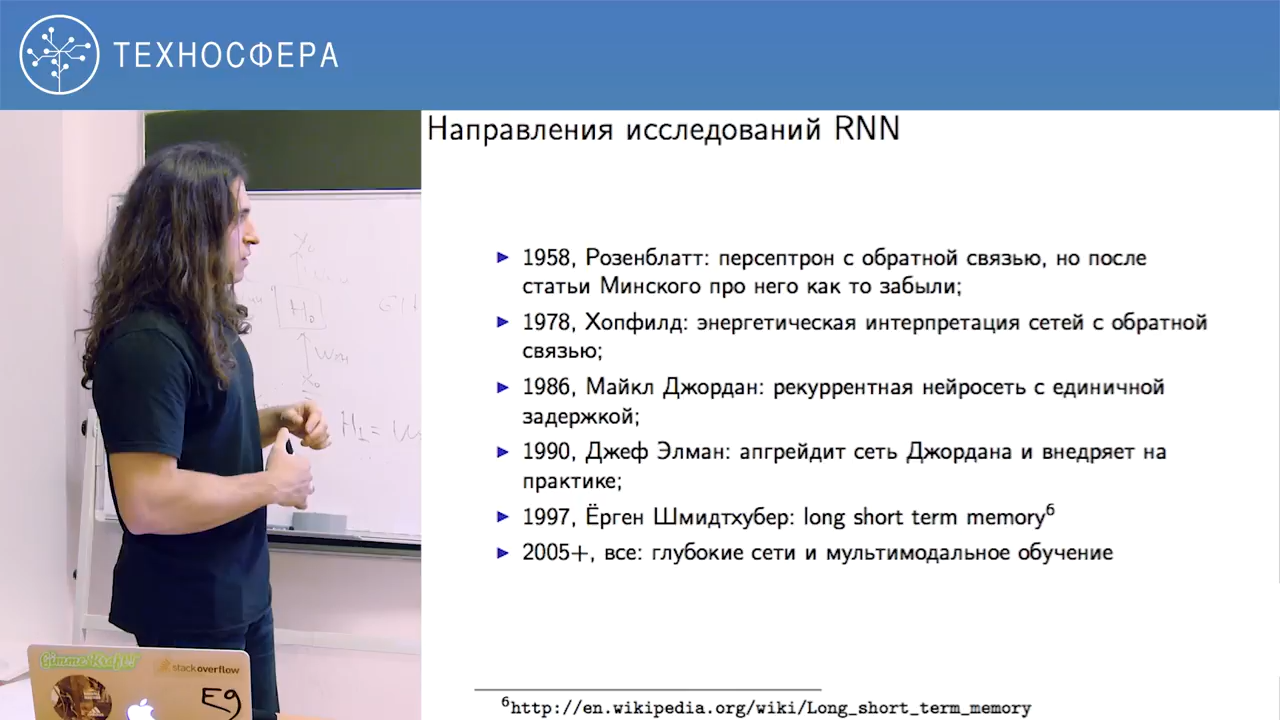 ТЕХНОСФЕРА
Направления исследований RNN
1958, Розенблатт: персептрон с обратной связью, но после
статьи Минского про него как то забыли;
1978, Хопфилд: энергетическая интерпретация сетей с обратной
связью;
1986, Майкл Джордан: рекуррентная нейросеть с единичной
задержкой;
1990, Джеф Элман: апгрейдит сеть Джордана и внедряет на
практике;
1997, Ёрген Шмидтхубер: long short term memory6
2005+, все: глубокие сети и мультимодальное обучение
6http://en.wikipedia.org/wiki/Long_short_term_memory
stackoverflow
E9